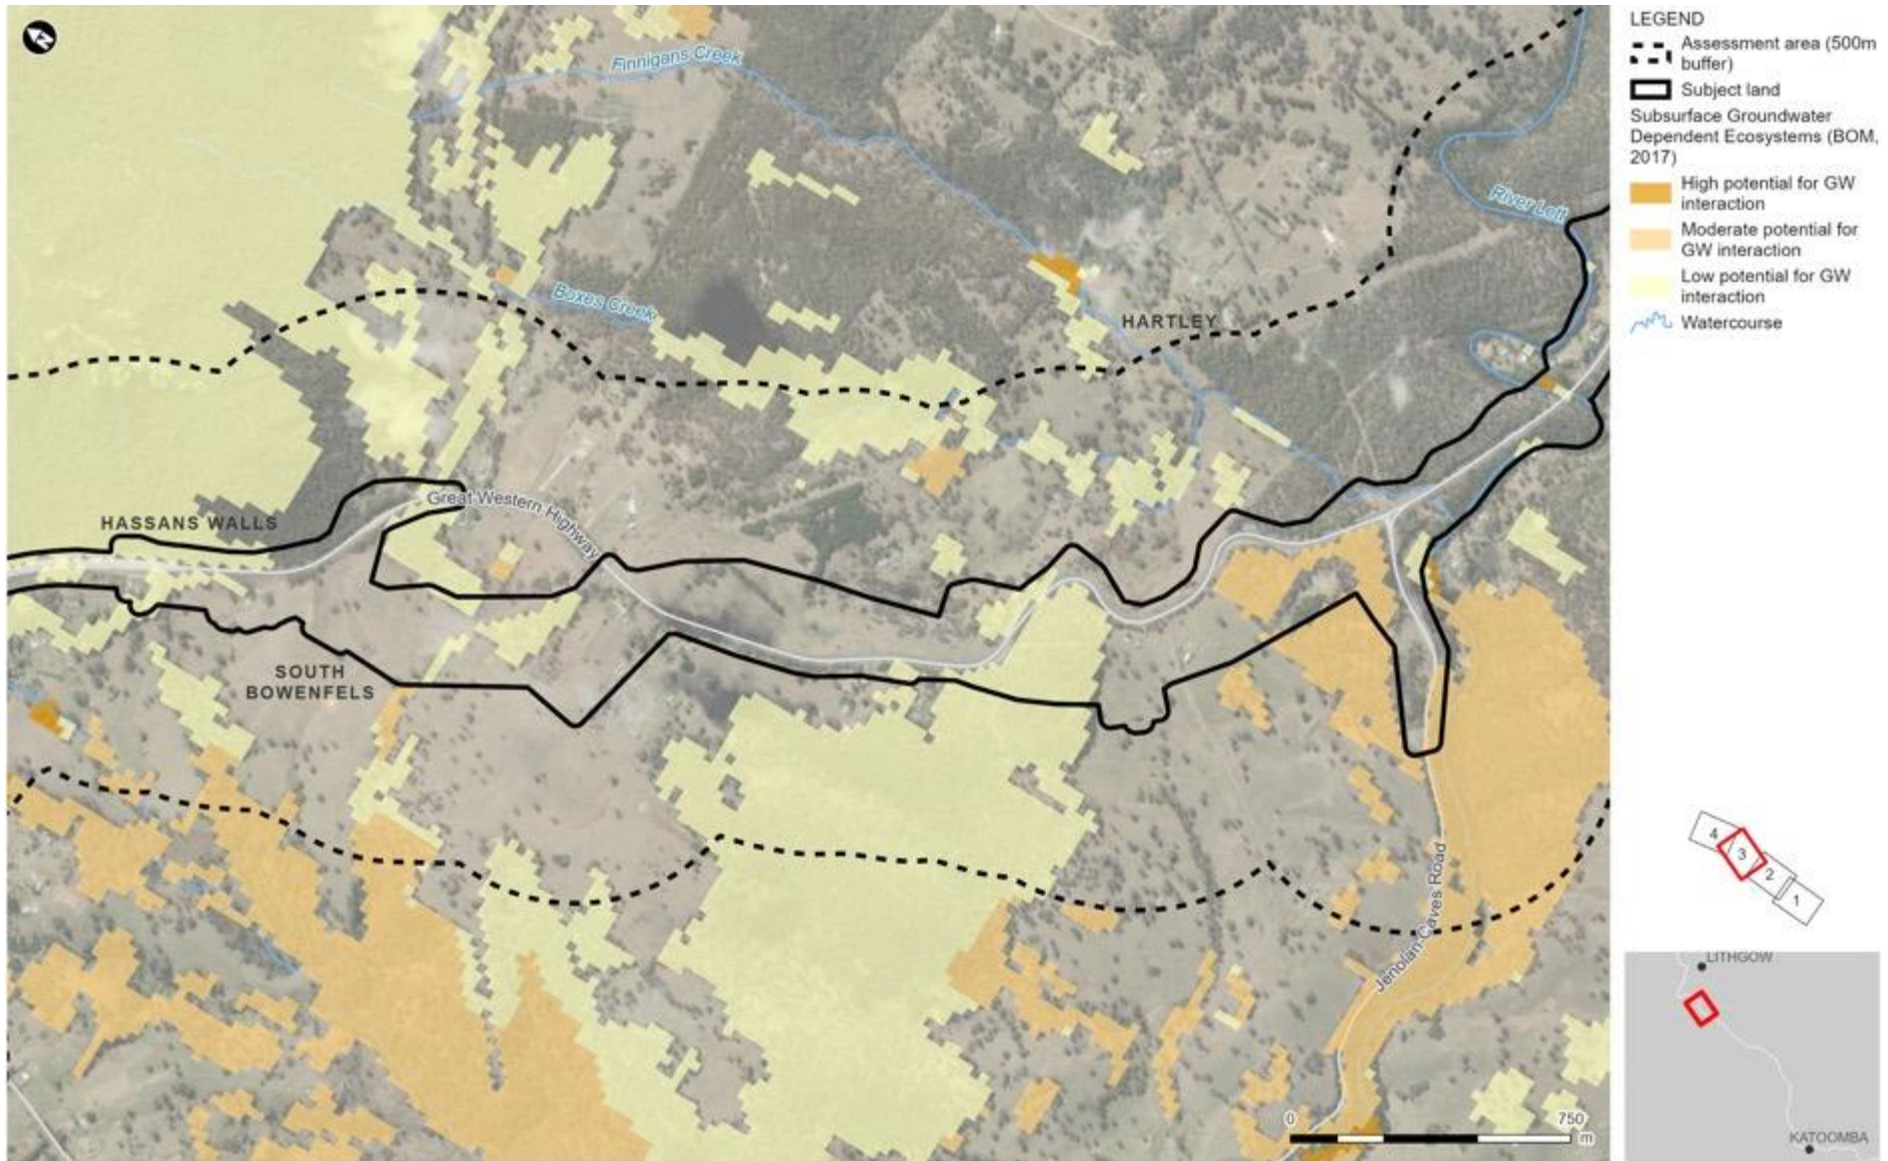 N
Finnigans Creek
River Lett
Boxes Creek
HARTLEY
Great Western Highway
HASSANS WALLS
SOUTH
BOWENFELS
Jenolan Caves Road
0
750
m
LEGEND
Assessment area (500m
buffer)
Subject land
Subsurface Groundwater
Dependent Ecosystems (BOM,
2017)
High potential for GW
interaction
Moderate potential for
GW interaction
Low potential for GW
interaction
Watercourse
4
3
2
1
LITHGOW
KATOOMBA